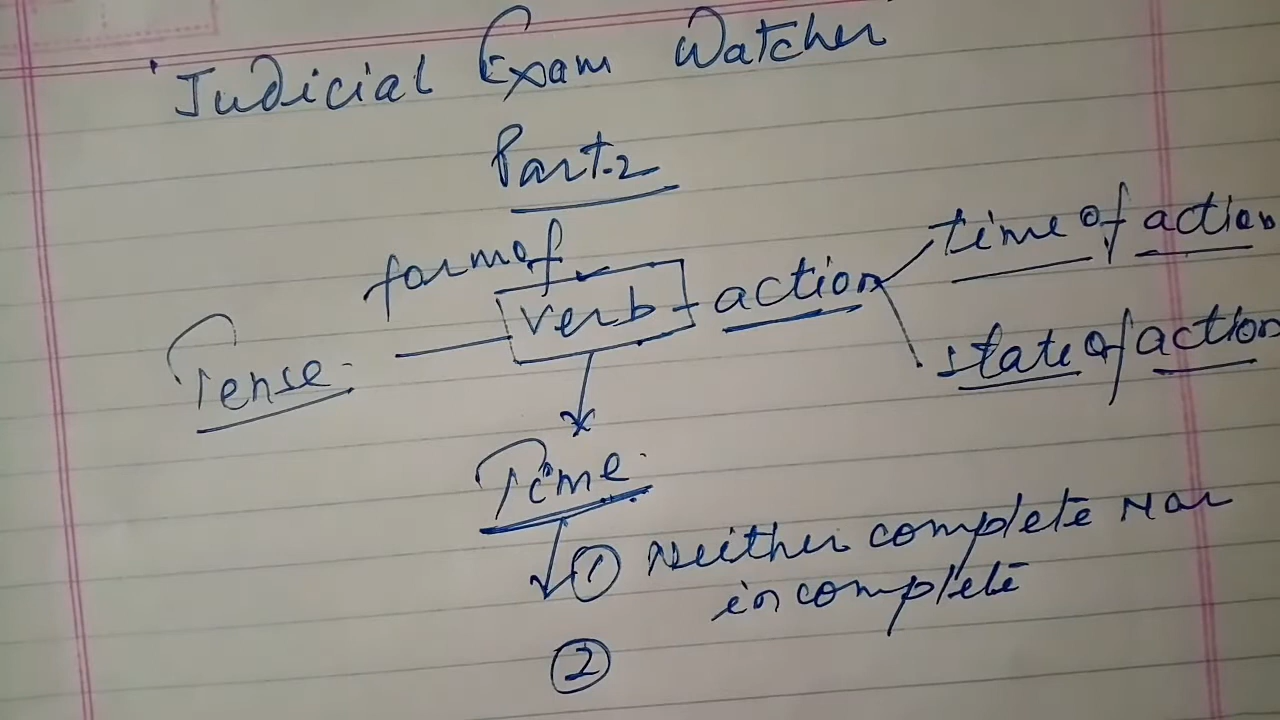 'Judicial Exam Watcher
Part-2
form of
Tense. — verb - action
time of action
state of action
Time.
① Neither complete Nor
incomplete
②